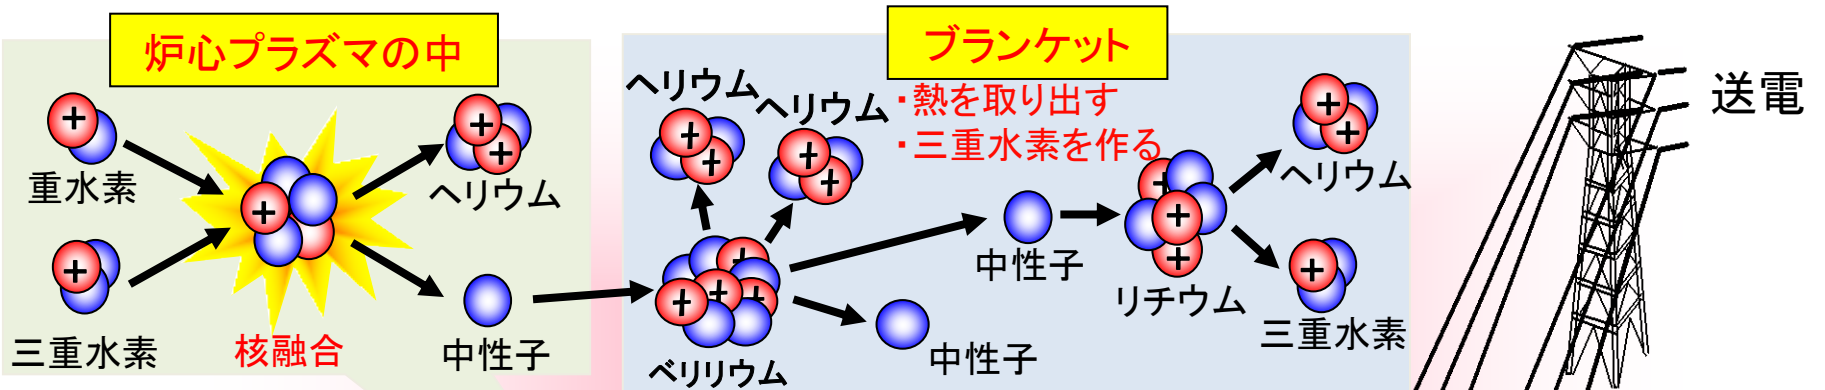 炉心プラズマの中
重水素
三重水素
核融合
ヘリウム
中性子
ブランケット
・熱を取り出す
・三重水素を作る
ヘリウム
ヘリウム
ベリリウム
中性子
中性子
リチウム
ヘリウム
三重水素
送電